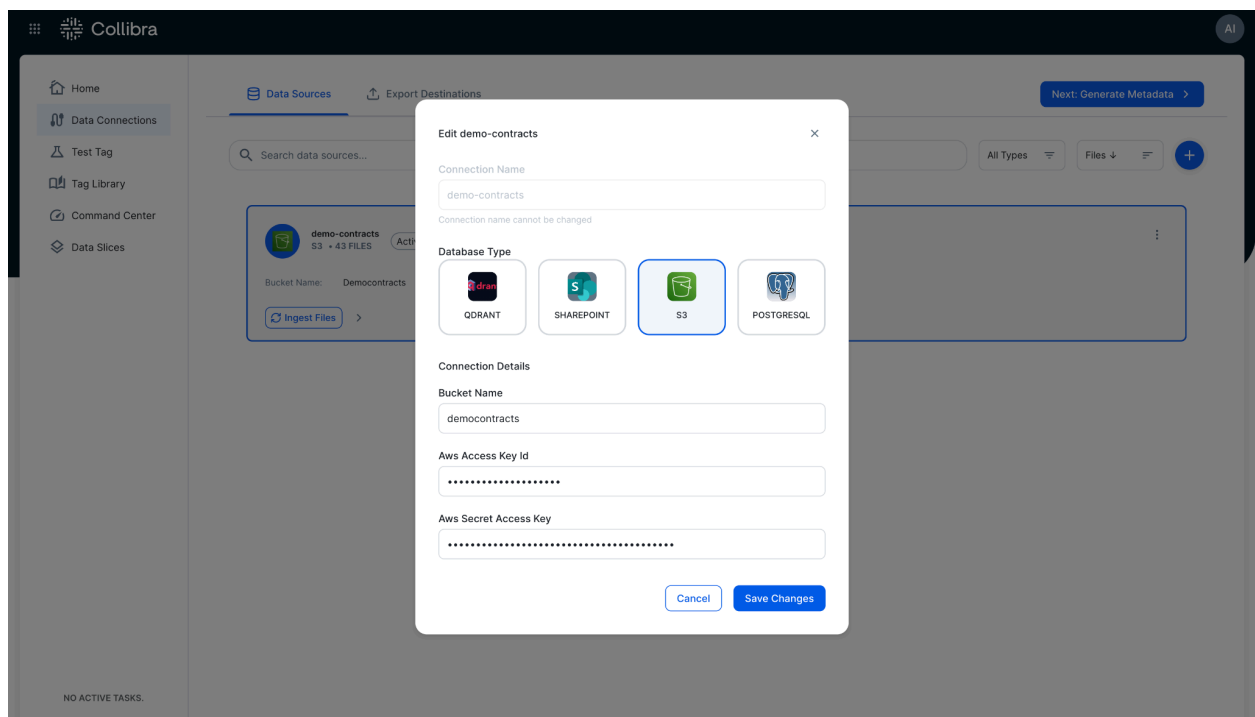 Collibra
AI
Home
Data Connections
Test Tag
Tag Library
Command Center
Data Slices
NO ACTIVE TASKS.
Data Sources
Export Destinations
Next: Generate Metadata
Search data sources...
All Types
Files ↓
demo-contracts
S3 • 43 FILES
Bucket Name: Democontracts
Ingest Files
Edit demo-contracts
Connection Name
demo-contracts
Connection name cannot be changed
Database Type
QDRANT
SHAREPOINT
S3
POSTGRESQL
Connection Details
Bucket Name
democontracts
Aws Access Key Id
Aws Secret Access Key
Cancel
Save Changes